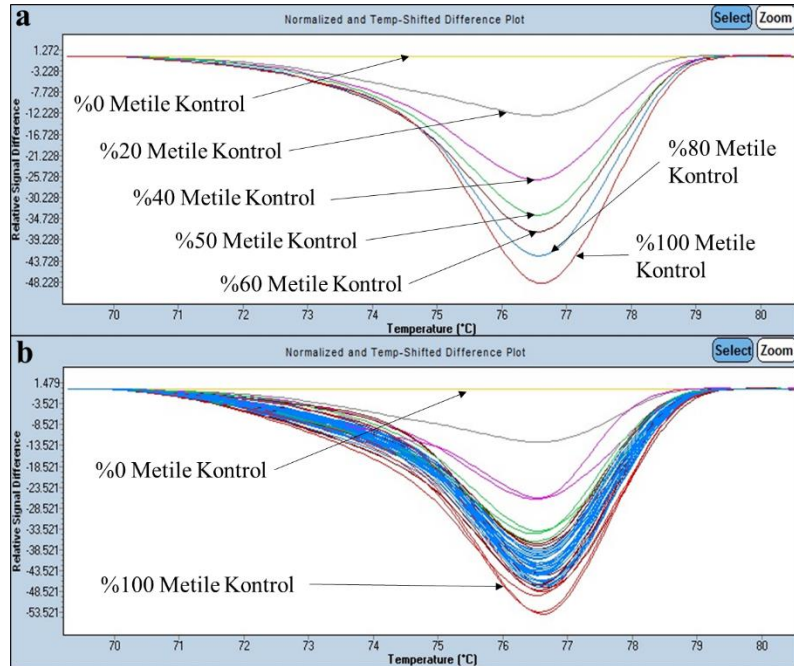 a
Normalized and Temp-Shifted Difference Plot
Select
Zoom
1.272
-3.228
-7.728
-12.228
-16.728
-21.228
-25.728
-30.228
-34.728
-39.228
-43.728
-48.228
Relative Signal Difference
%0 Metile Kontrol
%20 Metile Kontrol
%40 Metile Kontrol
%50 Metile Kontrol
%60 Metile Kontrol
%80 Metile
Kontrol
%100 Metile
Kontrol
70 71 72 73 74 75 76 77 78 79 80
Temperature (°C)
b
Normalized and Temp-Shifted Difference Plot
Select
Zoom
1.479
-3.521
-8.521
-13.521
-18.521
-23.521
-28.521
-33.521
-38.521
-43.521
-48.521
-53.521
Relative Signal Difference
%0 Metile Kontrol
%100 Metile Kontrol
70 71 72 73 74 75 76 77 78 79 80
Temperature (°C)